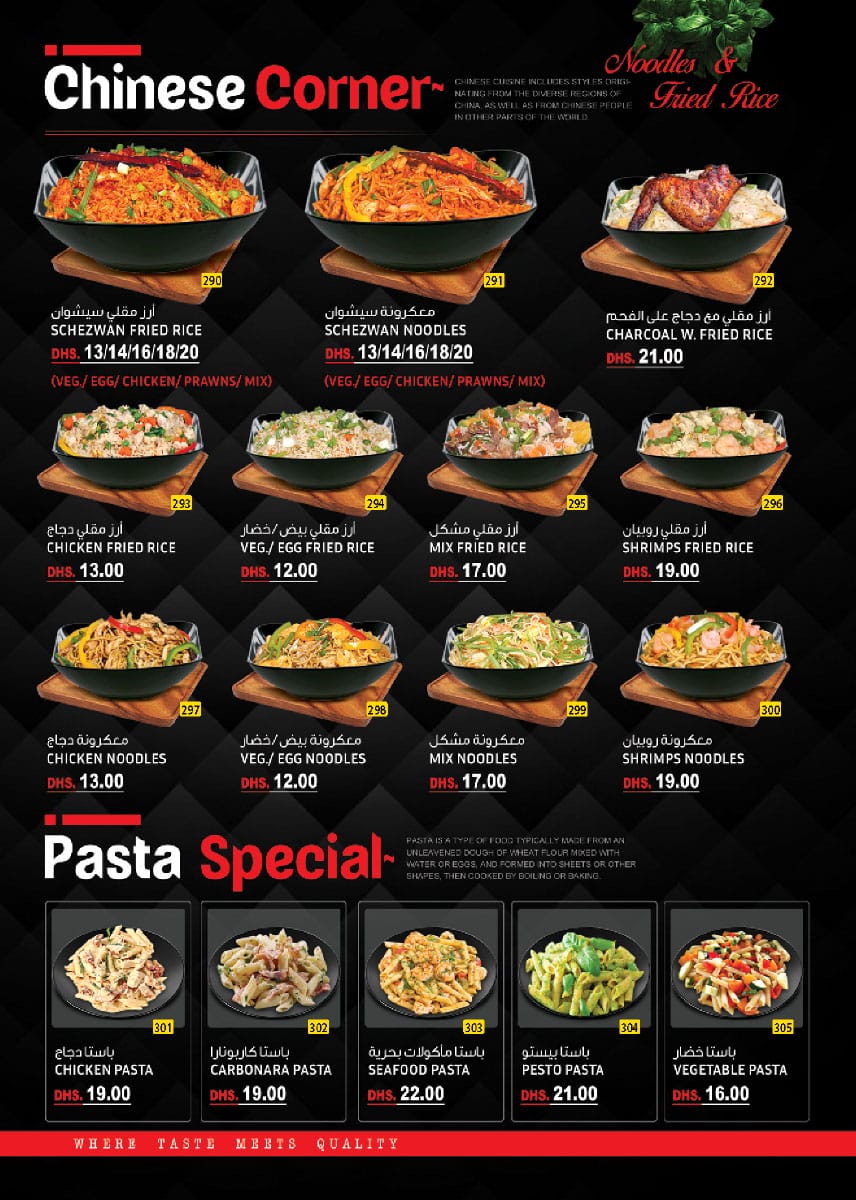 Chinese Corner~
CHINESE CUISINE INCLUDES STYLES ORIGI-
NATING FROM THE DIVERSE REGIONS OF
CHINA, AS WELL AS FROM CHINESE PEOPLE
IN OTHER PARTS OF THE WORLD.
Noodles &
Fried Rice
290
أرز مقلي سيشوان
SCHEZWAN FRIED RICE
DHS. 13/14/16/18/20
(VEG./ EGG/ CHICKEN/ PRAWNS/ MIX)
291
معكرونة سيشوان
SCHEZWAN NOODLES
DHS. 13/14/16/18/20
(VEG./ EGG/ CHICKEN/ PRAWNS/ MIX)
292
أرز مقلي مع دجاج على الفحم
CHARCOAL W. FRIED RICE
DHS. 21.00
293
أرز مقلي دجاج
CHICKEN FRIED RICE
DHS. 13.00
294
أرز مقلي بيض/خضار
VEG./ EGG FRIED RICE
DHS. 12.00
295
أرز مقلي مشكل
MIX FRIED RICE
DHS. 17.00
296
أرز مقلي روبيان
SHRIMPS FRIED RICE
DHS. 19.00
297
معكرونة دجاج
CHICKEN NOODLES
DHS. 13.00
298
معكرونة بيض/خضار
VEG./ EGG NOODLES
DHS. 12.00
299
معكرونة مشكل
MIX NOODLES
DHS. 17.00
300
معكرونة روبيان
SHRIMPS NOODLES
DHS. 19.00
Pasta Special~
PASTA IS A TYPE OF FOOD TYPICALLY MADE FROM AN
UNLEAVENED DOUGH OF WHEAT FLOUR MIXED WITH
WATER OR EGGS, AND FORMED INTO SHEETS OR OTHER
SHAPES, THEN COOKED BY BOILING OR BAKING.
301
باستا دجاج
CHICKEN PASTA
DHS. 19.00
302
باستا كاربونارا
CARBONARA PASTA
DHS. 19.00
303
باستا مأكولات بحرية
SEAFOOD PASTA
DHS. 22.00
304
باستا بيستو
PESTO PASTA
DHS. 21.00
305
باستا خضار
VEGETABLE PASTA
DHS. 16.00
WHERE TASTE MEETS QUALITY